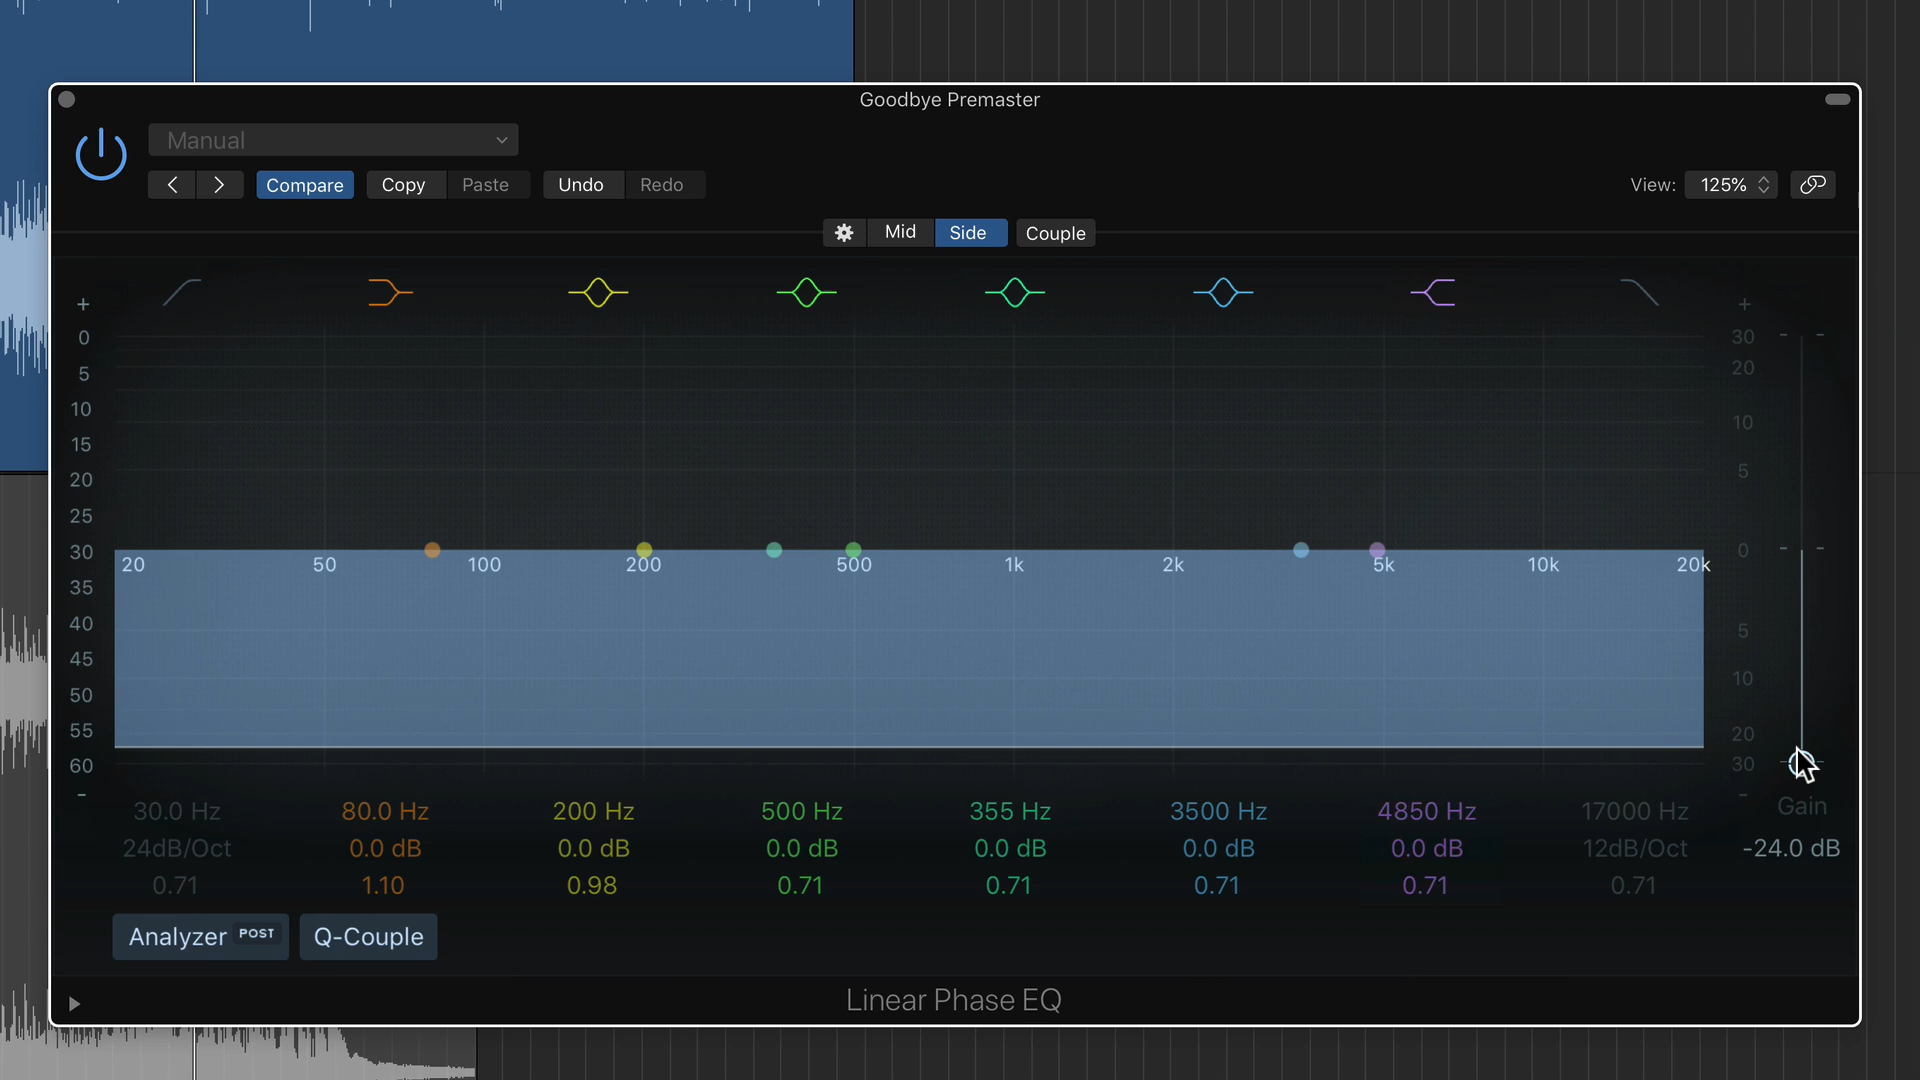 Goodbye Premaster
Manual
Compare Copy Paste Undo Redo View: 125%
Mid Side Couple
+ +
0 30
5 20
10 10
15
20 5
25
30 0
20 50 100 200 500 1k 2k 5k 10k 20k
35
40 5
45
50 10
55 20
60 30
- -
Gain
30.0 Hz 80.0 Hz 200 Hz 500 Hz 355 Hz 3500 Hz 4850 Hz 17000 Hz
24dB/Oct 0.0 dB 0.0 dB 0.0 dB 0.0 dB 0.0 dB 0.0 dB 12dB/Oct -24.0 dB
0.71 1.10 0.98 0.71 0.71 0.71 0.71 0.71
Analyzer POST Q-Couple
Linear Phase EQ